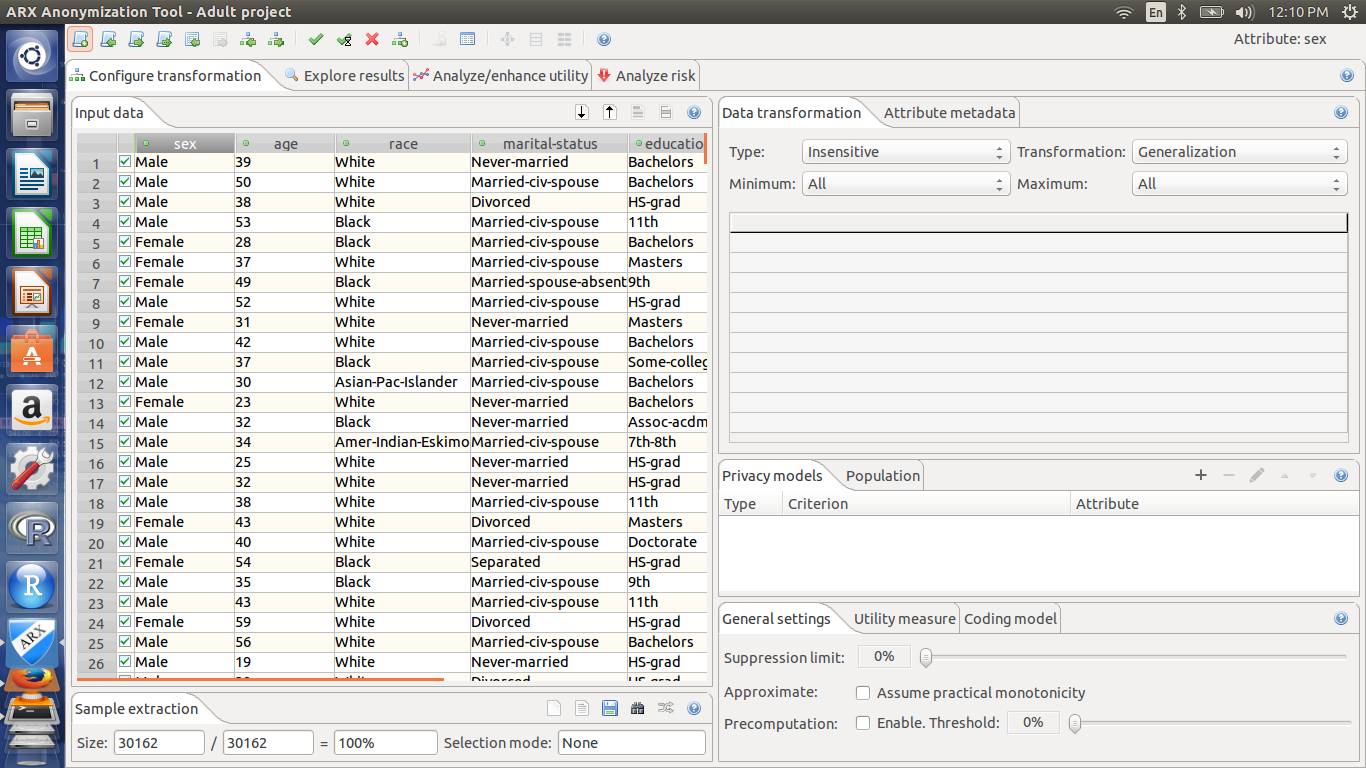 ARX Anonymization Tool - Adult project En 12:10 PM
Attribute: sex
Configure transformation Explore results Analyze/enhance utility Analyze risk
Input data
sex age race marital-status educatio
1 Male 39 White Never-married Bachelors
2 Male 50 White Married-civ-spouse Bachelors
3 Male 38 White Divorced HS-grad
4 Male 53 Black Married-civ-spouse 11th
5 Female 28 Black Married-civ-spouse Bachelors
6 Female 37 White Married-civ-spouse Masters
7 Female 49 Black Married-spouse-absent 9th
8 Male 52 White Married-civ-spouse HS-grad
9 Female 31 White Never-married Masters
10 Male 42 White Married-civ-spouse Bachelors
11 Male 37 Black Married-civ-spouse Some-colleg
12 Male 30 Asian-Pac-Islander Married-civ-spouse Bachelors
13 Female 23 White Never-married Bachelors
14 Male 32 Black Never-married Assoc-acdm
15 Male 34 Amer-Indian-Eskimo Married-civ-spouse 7th-8th
16 Male 25 White Never-married HS-grad
17 Male 32 White Never-married HS-grad
18 Male 38 White Married-civ-spouse 11th
19 Female 43 White Divorced Masters
20 Male 40 White Married-civ-spouse Doctorate
21 Female 54 Black Separated HS-grad
22 Male 35 Black Married-civ-spouse 9th
23 Male 43 White Married-civ-spouse 11th
24 Female 59 White Divorced HS-grad
25 Male 56 White Married-civ-spouse Bachelors
26 Male 19 White Never-married HS-grad
Sample extraction
Size: 30162 / 30162 = 100% Selection mode: None
Data transformation Attribute metadata
Type: Insensitive Transformation: Generalization
Minimum: All Maximum: All
Privacy models Population
Type Criterion Attribute
General settings Utility measure Coding model
Suppression limit: 0%
Approximate: Assume practical monotonicity
Precomputation: Enable. Threshold: 0%
a
R
R
ARX